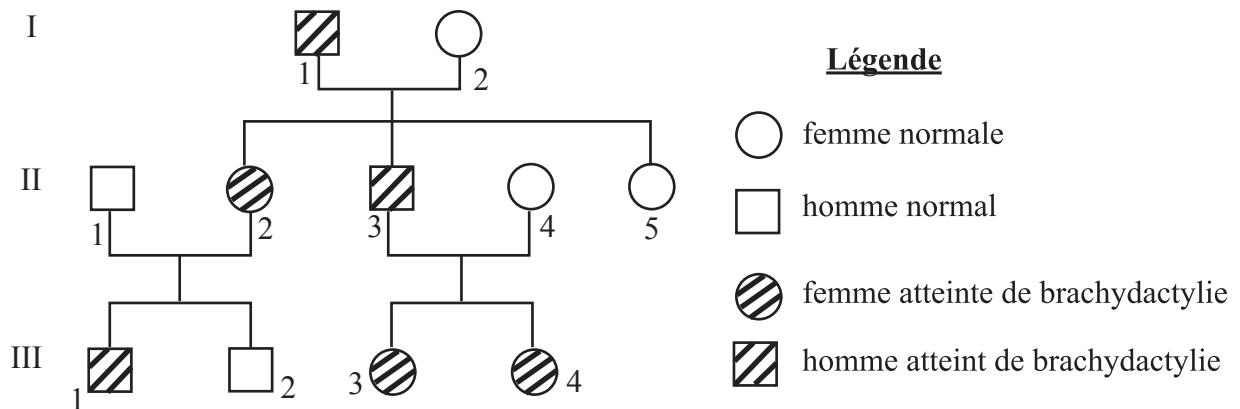 I
1
2
II
1
2
3
4
5
III
1
2
3
4
Légende
femme normale
homme normal
femme atteinte de brachydactylie
homme atteint de brachydactylie